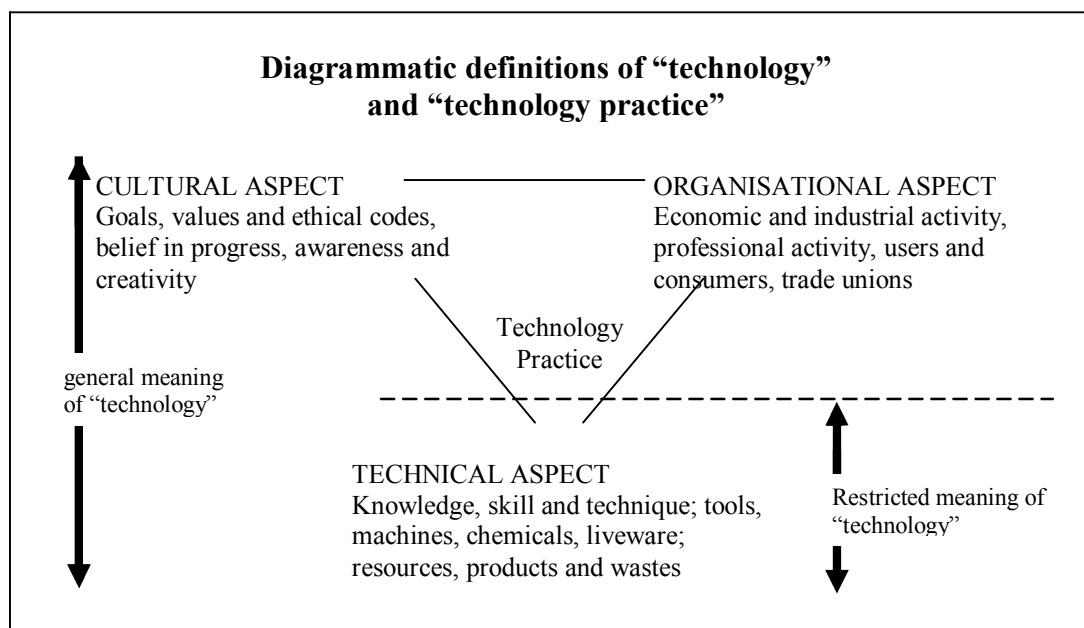 Diagrammatic definitions of “technology”
and “technology practice”
CULTURAL ASPECT
Goals, values and ethical codes,
belief in progress, awareness and
creativity
ORGANISATIONAL ASPECT
Economic and industrial activity,
professional activity, users and
consumers, trade unions
Technology
Practice
general meaning
of “technology”
TECHNICAL ASPECT
Knowledge, skill and technique; tools,
machines, chemicals, liveware;
resources, products and wastes
Restricted meaning of
“technology”